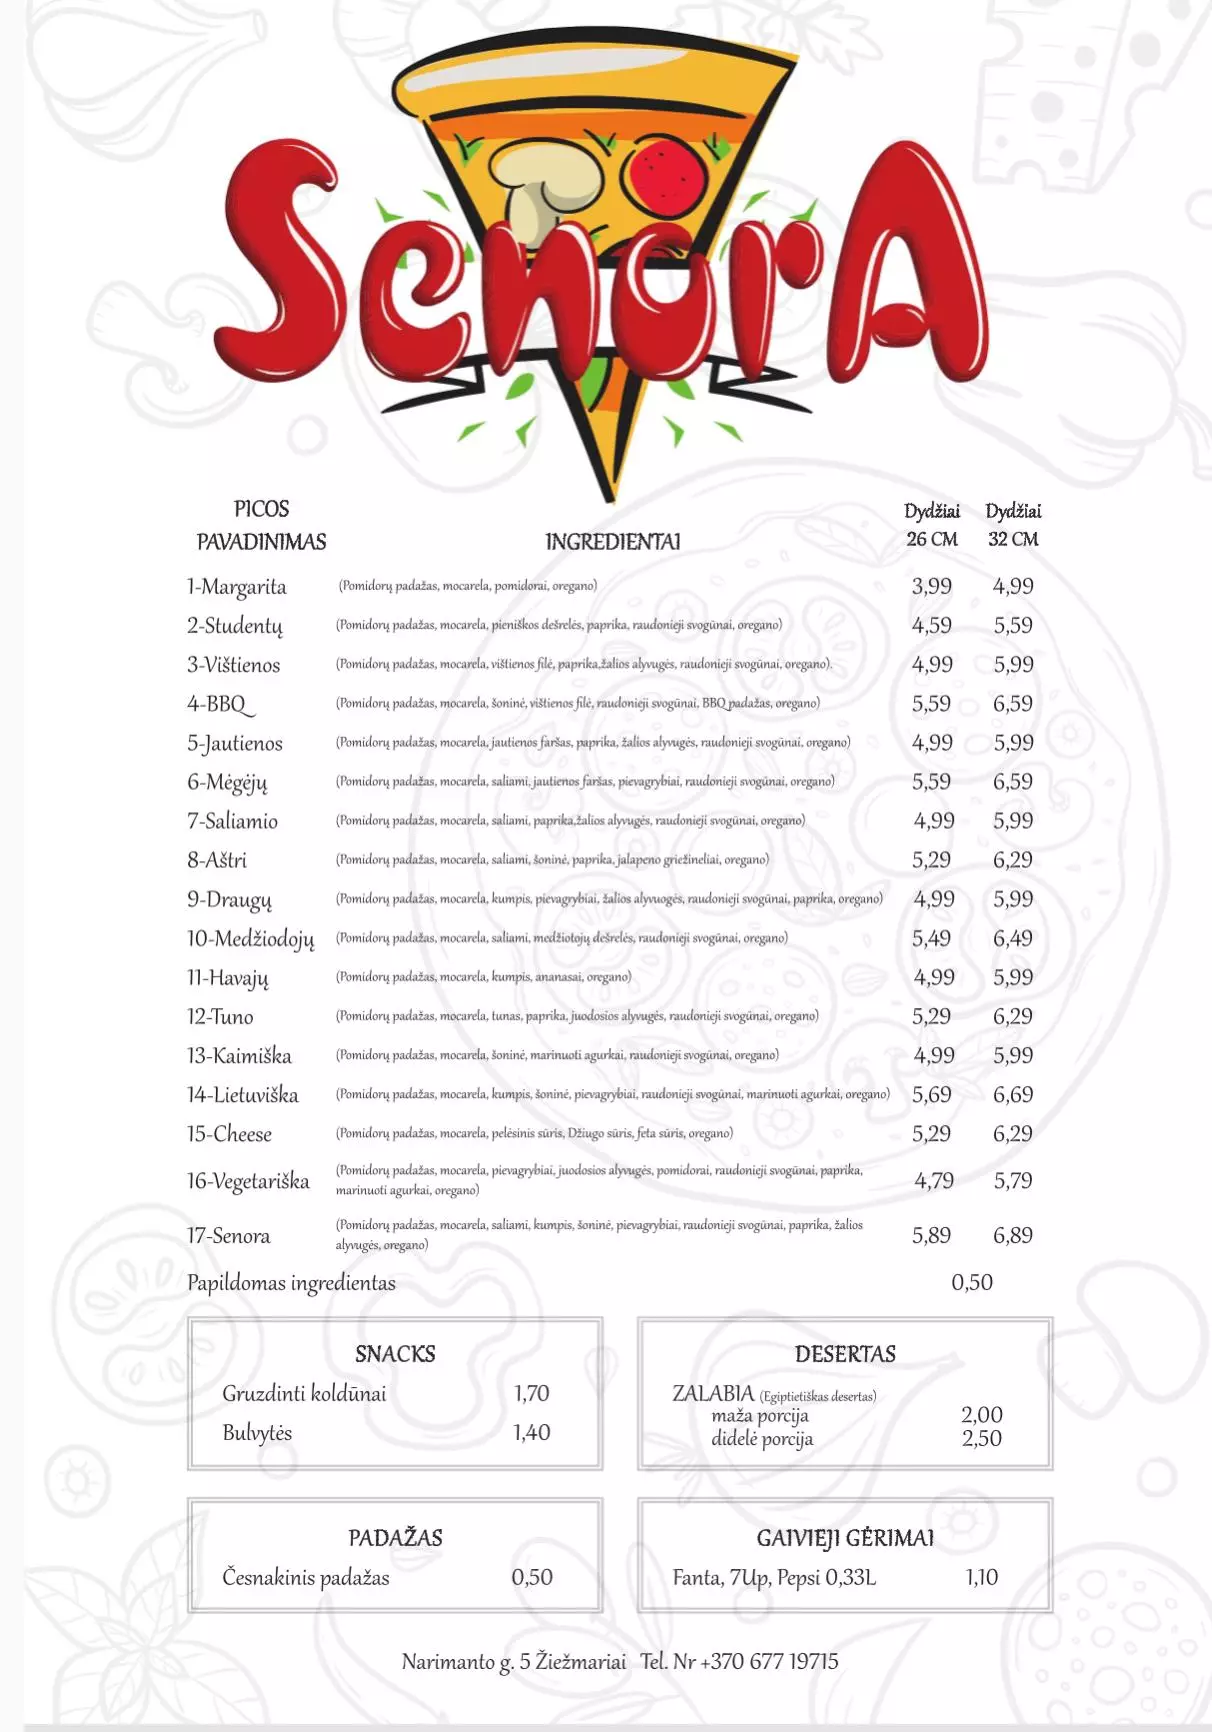 SenorA
PICOS PAVADINIMAS INGREDIENTAI Dydžiai 26 CM Dydžiai 32 CM
1-Margarita (Pomidorų padažas, mocarela, pomidorai, oregano) 3,99 4,99
2-Studentų (Pomidorų padažas, mocarela, pieniškos dešrelės, paprika, raudonieji svogūnai, oregano) 4,59 5,59
3-Vištienos (Pomidorų padažas, mocarela, vištienos filė, paprika,žalios alyvugės, raudonieji svogūnai, oregano). 4,99 5,99
4-BBQ (Pomidorų padažas, mocarela, šoninė, vištienos filė, raudonieji svogūnai, BBQ padažas, oregano) 5,59 6,59
5-Jautienos (Pomidorų padažas, mocarela, jautienos faršas, paprika, žalios alyvugės, raudonieji svogūnai, oregano) 4,99 5,99
6-Mėgėjų (Pomidorų padažas, mocarela, saliami, jautienos faršas, pievagrybiai, raudonieji svogūnai, oregano) 5,59 6,59
7-Saliamio (Pomidorų padažas, mocarela, saliami, paprika,žalios alyvugės, raudonieji svogūnai, oregano) 4,99 5,99
8-Aštri (Pomidorų padažas, mocarela, saliami, šoninė, paprika, jalapeno griežineliai, oregano) 5,29 6,29
9-Draugų (Pomidorų padažas, mocarela, kumpis, pievagrybiai, žalios alyvuogės, raudonieji svogūnai, paprika, oregano) 4,99 5,99
10-Medžiodojų (Pomidorų padažas, mocarela, saliami, medžiotojų dešrelės, raudonieji svogūnai, oregano) 5,49 6,49
11-Havajų (Pomidorų padažas, mocarela, kumpis, ananasai, oregano) 4,99 5,99
12-Tuno (Pomidorų padažas, mocarela, tunas, paprika, juodosios alyvugės, raudonieji svogūnai, oregano) 5,29 6,29
13-Kaimiška (Pomidorų padažas, mocarela, šoninė, marinuoti agurkai, raudonieji svogūnai, oregano) 4,99 5,99
14-Lietuviška (Pomidorų padažas, mocarela, kumpis, šoninė, pievagrybiai, raudonieji svogūnai, marinuoti agurkai, oregano) 5,69 6,69
15-Cheese (Pomidorų padažas, mocarela, pelėsinis sūris, Džiugo sūris, feta sūris, oregano) 5,29 6,29
16-Vegetariška (Pomidorų padažas, mocarela, pievagrybiai, juodosios alyvugės, pomidorai, raudonieji svogūnai, paprika,
marinuoti agurkai, oregano) 4,79 5,79
17-Senora (Pomidorų padažas, mocarela, saliami, kumpis, šoninė, pievagrybiai, raudonieji svogūnai, paprika, žalios
alyvugės, oregano) 5,89 6,89
Papildomas ingredientas 0,50
SNACKS
Gruzdinti koldūnai 1,70
Bulvytės 1,40
DESERTAS
ZALABIA (Egiptietiškas desertas)
maža porcija 2,00
didelė porcija 2,50
PADAŽAS
Česnakinis padažas 0,50
GAIVIEJI GĖRIMAI
Fanta, 7Up, Pepsi 0,33L 1,10
Narimanto g. 5 Žiežmariai Tel. Nr +370 677 19715